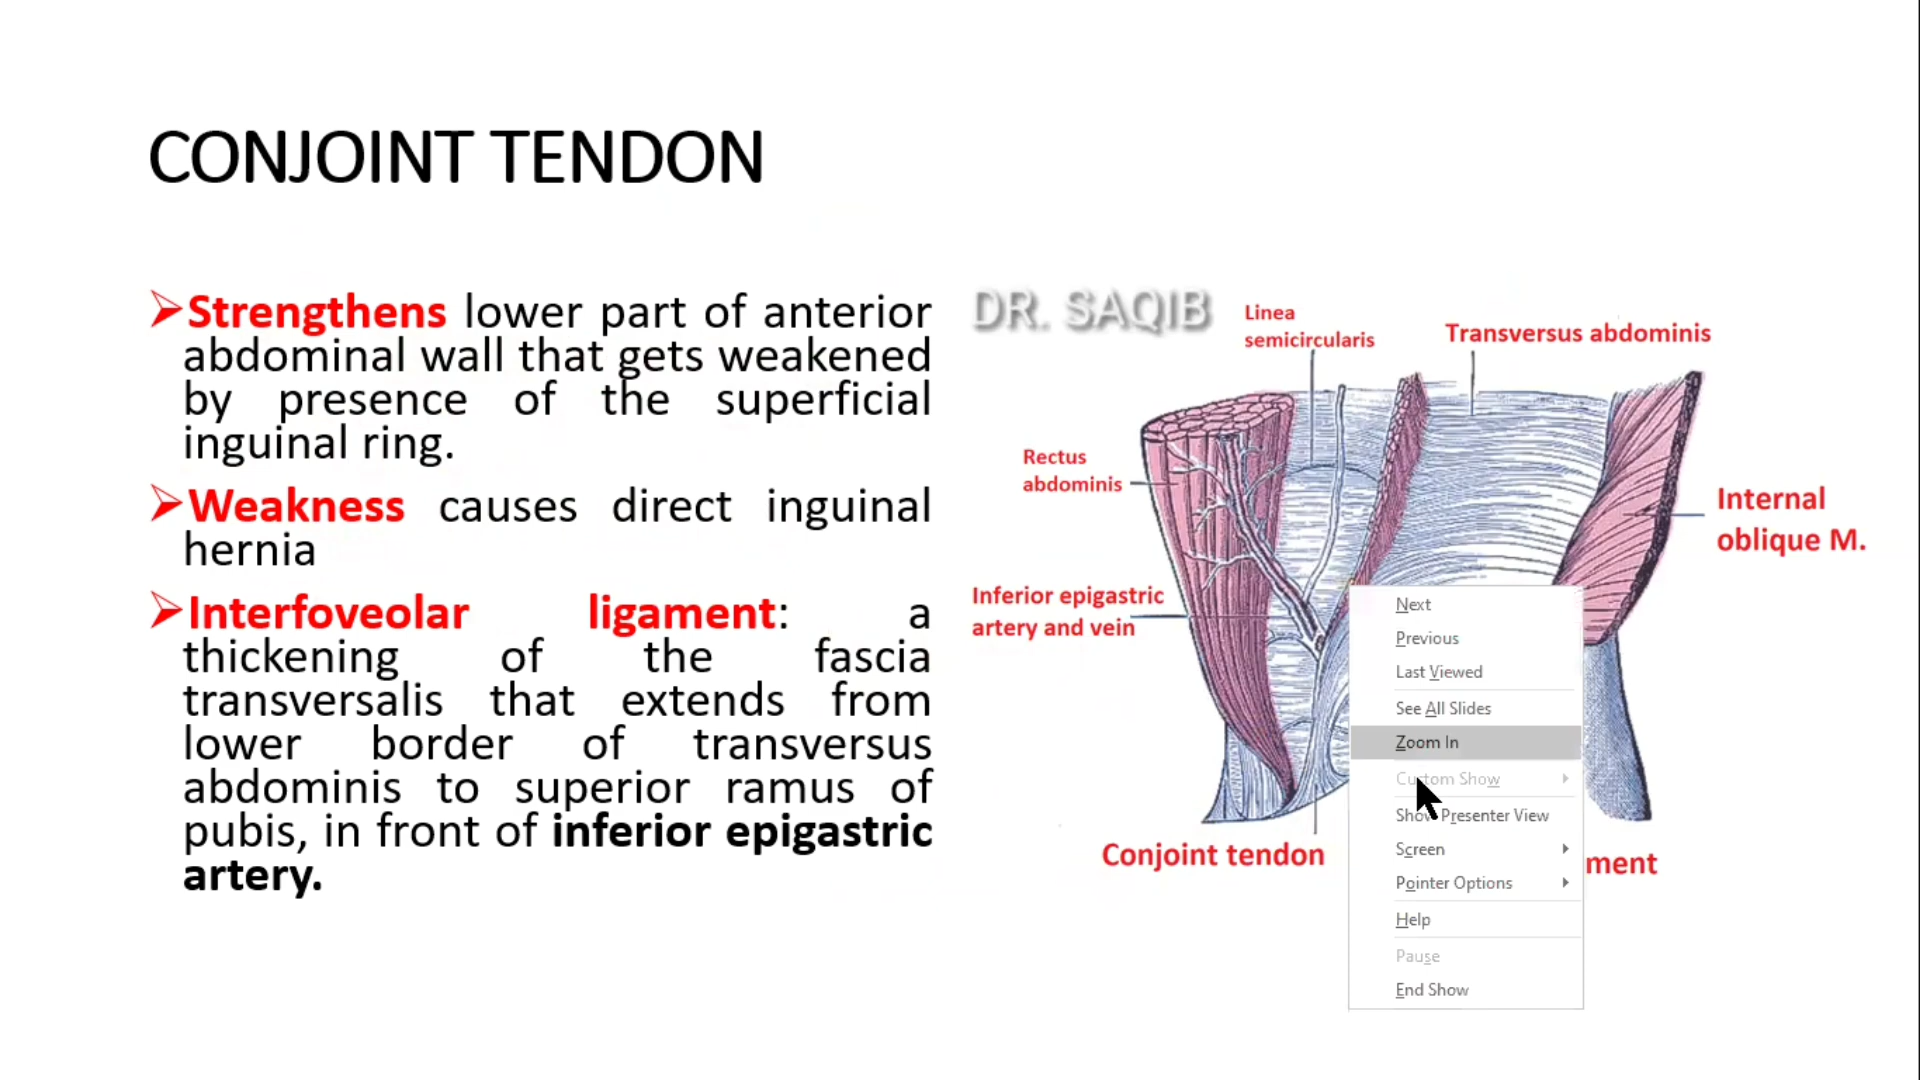 CONJOINT TENDON
➢Strengthens lower part of anterior
abdominal wall that gets weakened
by presence of the superficial
inguinal ring.
➢Weakness causes direct inguinal
hernia
➢Interfoveolar ligament: a
thickening of the fascia
transversalis that extends from
lower border of transversus
abdominis to superior ramus of
pubis, in front of inferior epigastric
artery.
DR. SAQIB
Linea
semicircularis
Transversus abdominis
Rectus
abdominis
Internal
oblique M.
Inferior epigastric
artery and vein
Conjoint tendon
ment
Next
Previous
Last Viewed
See All Slides
Zoom In
Custom Show
Show Presenter View
Screen
Pointer Options
Help
Pause
End Show